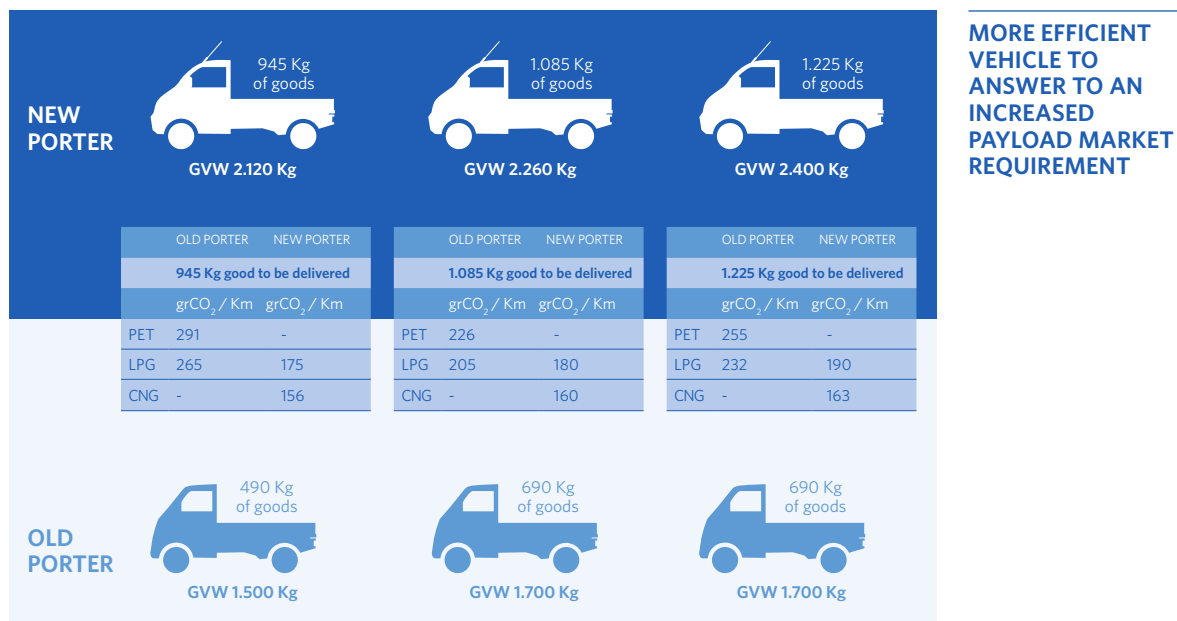 MORE EFFICIENT
VEHICLE TO
ANSWER TO AN
INCREASED
PAYLOAD MARKET
REQUIREMENT
NEW
PORTER
945 Kg
of goods
GVW 2.120 Kg
1.085 Kg
of goods
GVW 2.260 Kg
1.225 Kg
of goods
GVW 2.400 Kg
OLD PORTER NEW PORTER
945 Kg good to be delivered
grCO₂ / Km grCO₂ / Km
PET 291 -
LPG 265 175
CNG - 156
OLD PORTER NEW PORTER
1.085 Kg good to be delivered
grCO₂ / Km grCO₂ / Km
PET 226 -
LPG 205 180
CNG - 160
OLD PORTER NEW PORTER
1.225 Kg good to be delivered
grCO₂ / Km grCO₂ / Km
PET 255 -
LPG 232 190
CNG - 163
OLD
PORTER
490 Kg
of goods
GVW 1.500 Kg
690 Kg
of goods
GVW 1.700 Kg
690 Kg
of goods
GVW 1.700 Kg